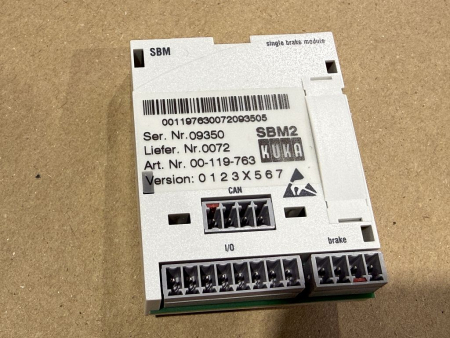 SBM single brake module
001197630072093505
Ser. Nr.09350 SBM2
Liefer. Nr.0072 KUKA
Art. Nr. 00-119-763
Version: 0 1 2 3 X 5 6 7
CAN
I/O brake